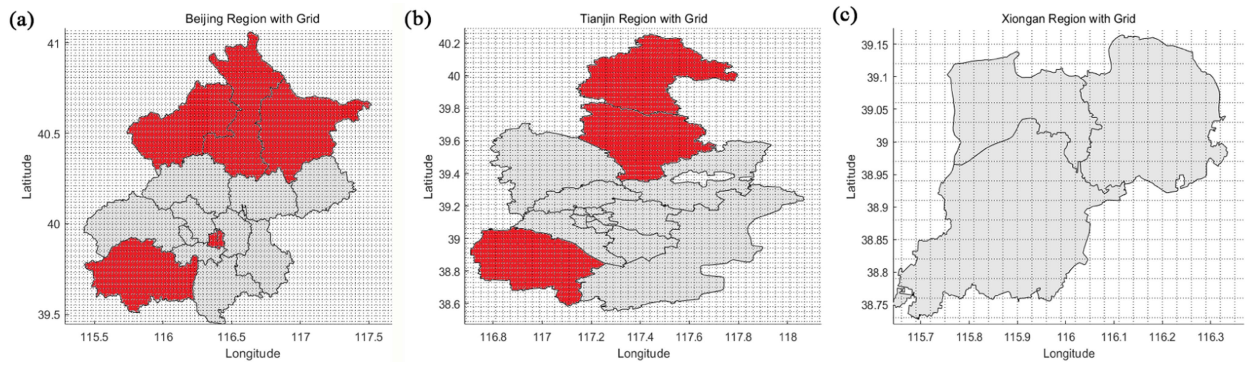 (a)
Beijing Region with Grid
41
40.5
40
39.5
Latitude
115.5 116 116.5 117 117.5
Longitude
(b)
Tianjin Region with Grid
40.2
40
39.8
39.6
39.4
39.2
39
38.8
38.6
Latitude
116.8 117 117.2 117.4 117.6 117.8 118
Longitude
(c)
Xiongan Region with Grid
39.15
39.1
39.05
39
38.95
38.9
38.85
38.8
38.75
Latitude
115.7 115.8 115.9 116 116.1 116.2 116.3
Longitude